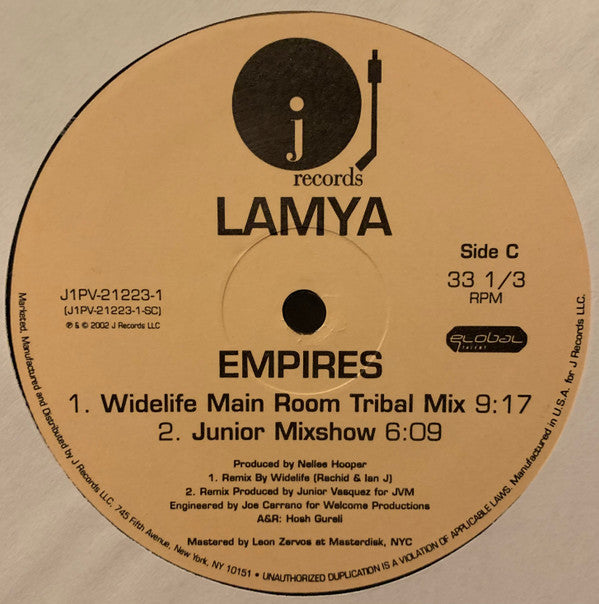 j
records
LAMYA
Side C
33 1/3
RPM
J1PV-21223-1
(J1PV-21223-1-SC)
℗ & © 2002 J Records LLC
global
talent
EMPIRES
1. Widelife Main Room Tribal Mix 9:17
2. Junior Mixshow 6:09
Produced by Nellee Hooper
1. Remix By Widelife (Rachid & Ian J)
2. Remix Produced by Junior Vasquez for JVM
Engineered by Joe Carrano for Welcome Productions
A&R: Hosh Gureli
Mastered by Leon Zervos at Masterdisk, NYC
Marketed, Manufactured and Distributed by J Records LLC, 745 Fifth Avenue, New York, NY 10151 • UNAUTHORIZED DUPLICATION IS A VIOLATION OF APPLICABLE LAWS. Manufactured in U.S.A. for J Records LLC.